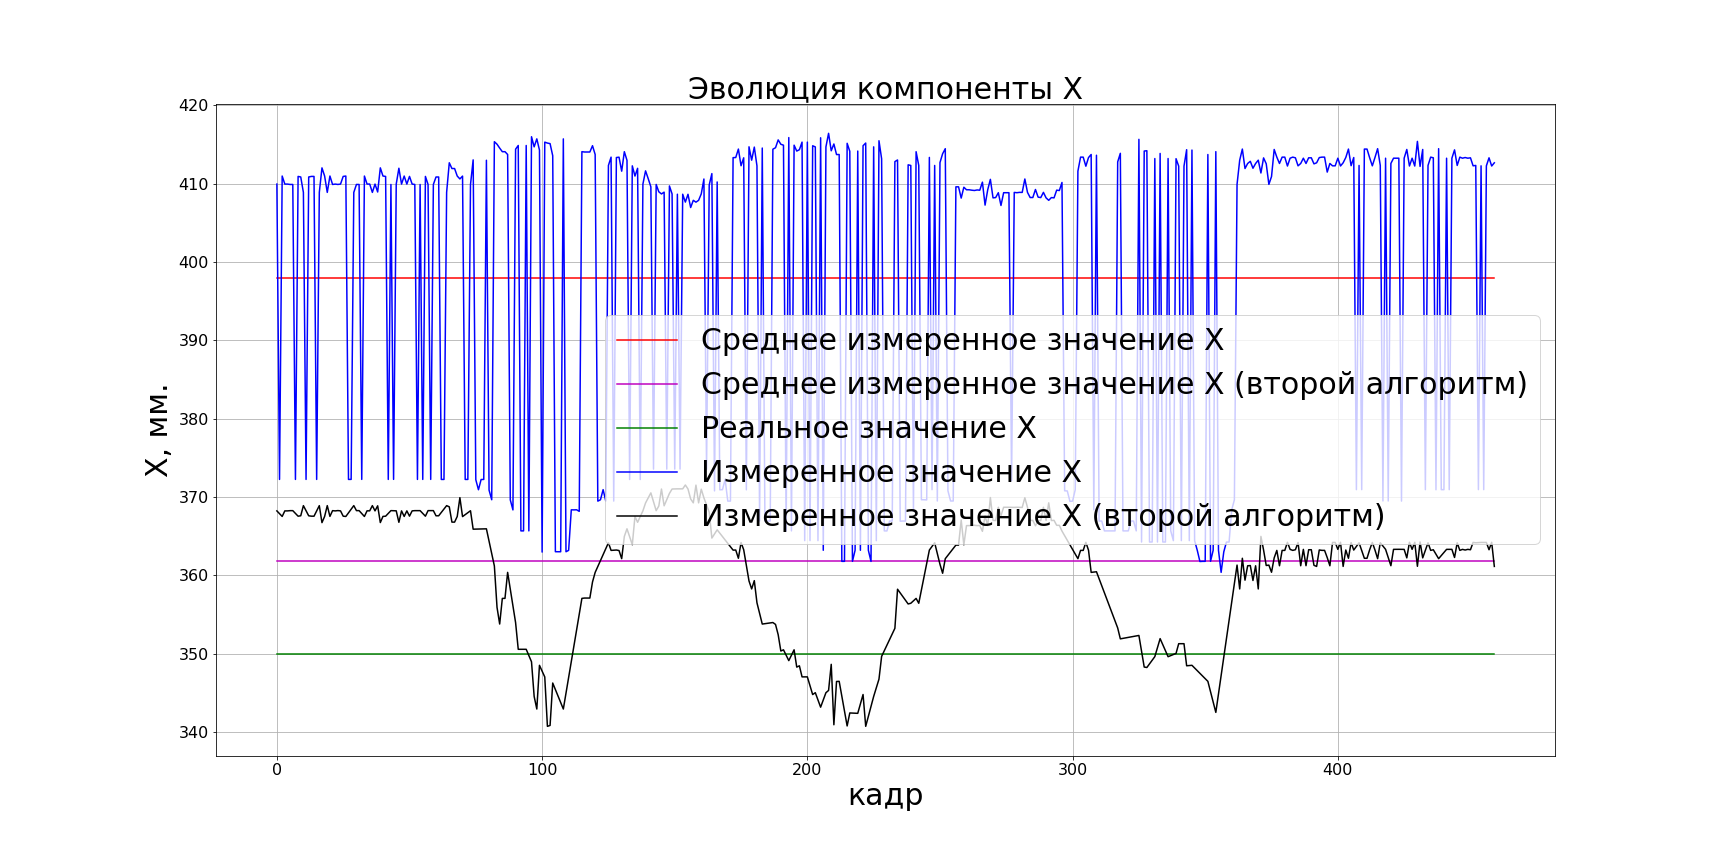 Эволюция компоненты X
420
410
400
390
380
370
360
350
340
X, мм.
Среднее измеренное значение X
Среднее измеренное значение X (второй алгоритм)
Реальное значение X
Измеренное значение X
Измеренное значение X (второй алгоритм)
0 100 200 300 400
кадр